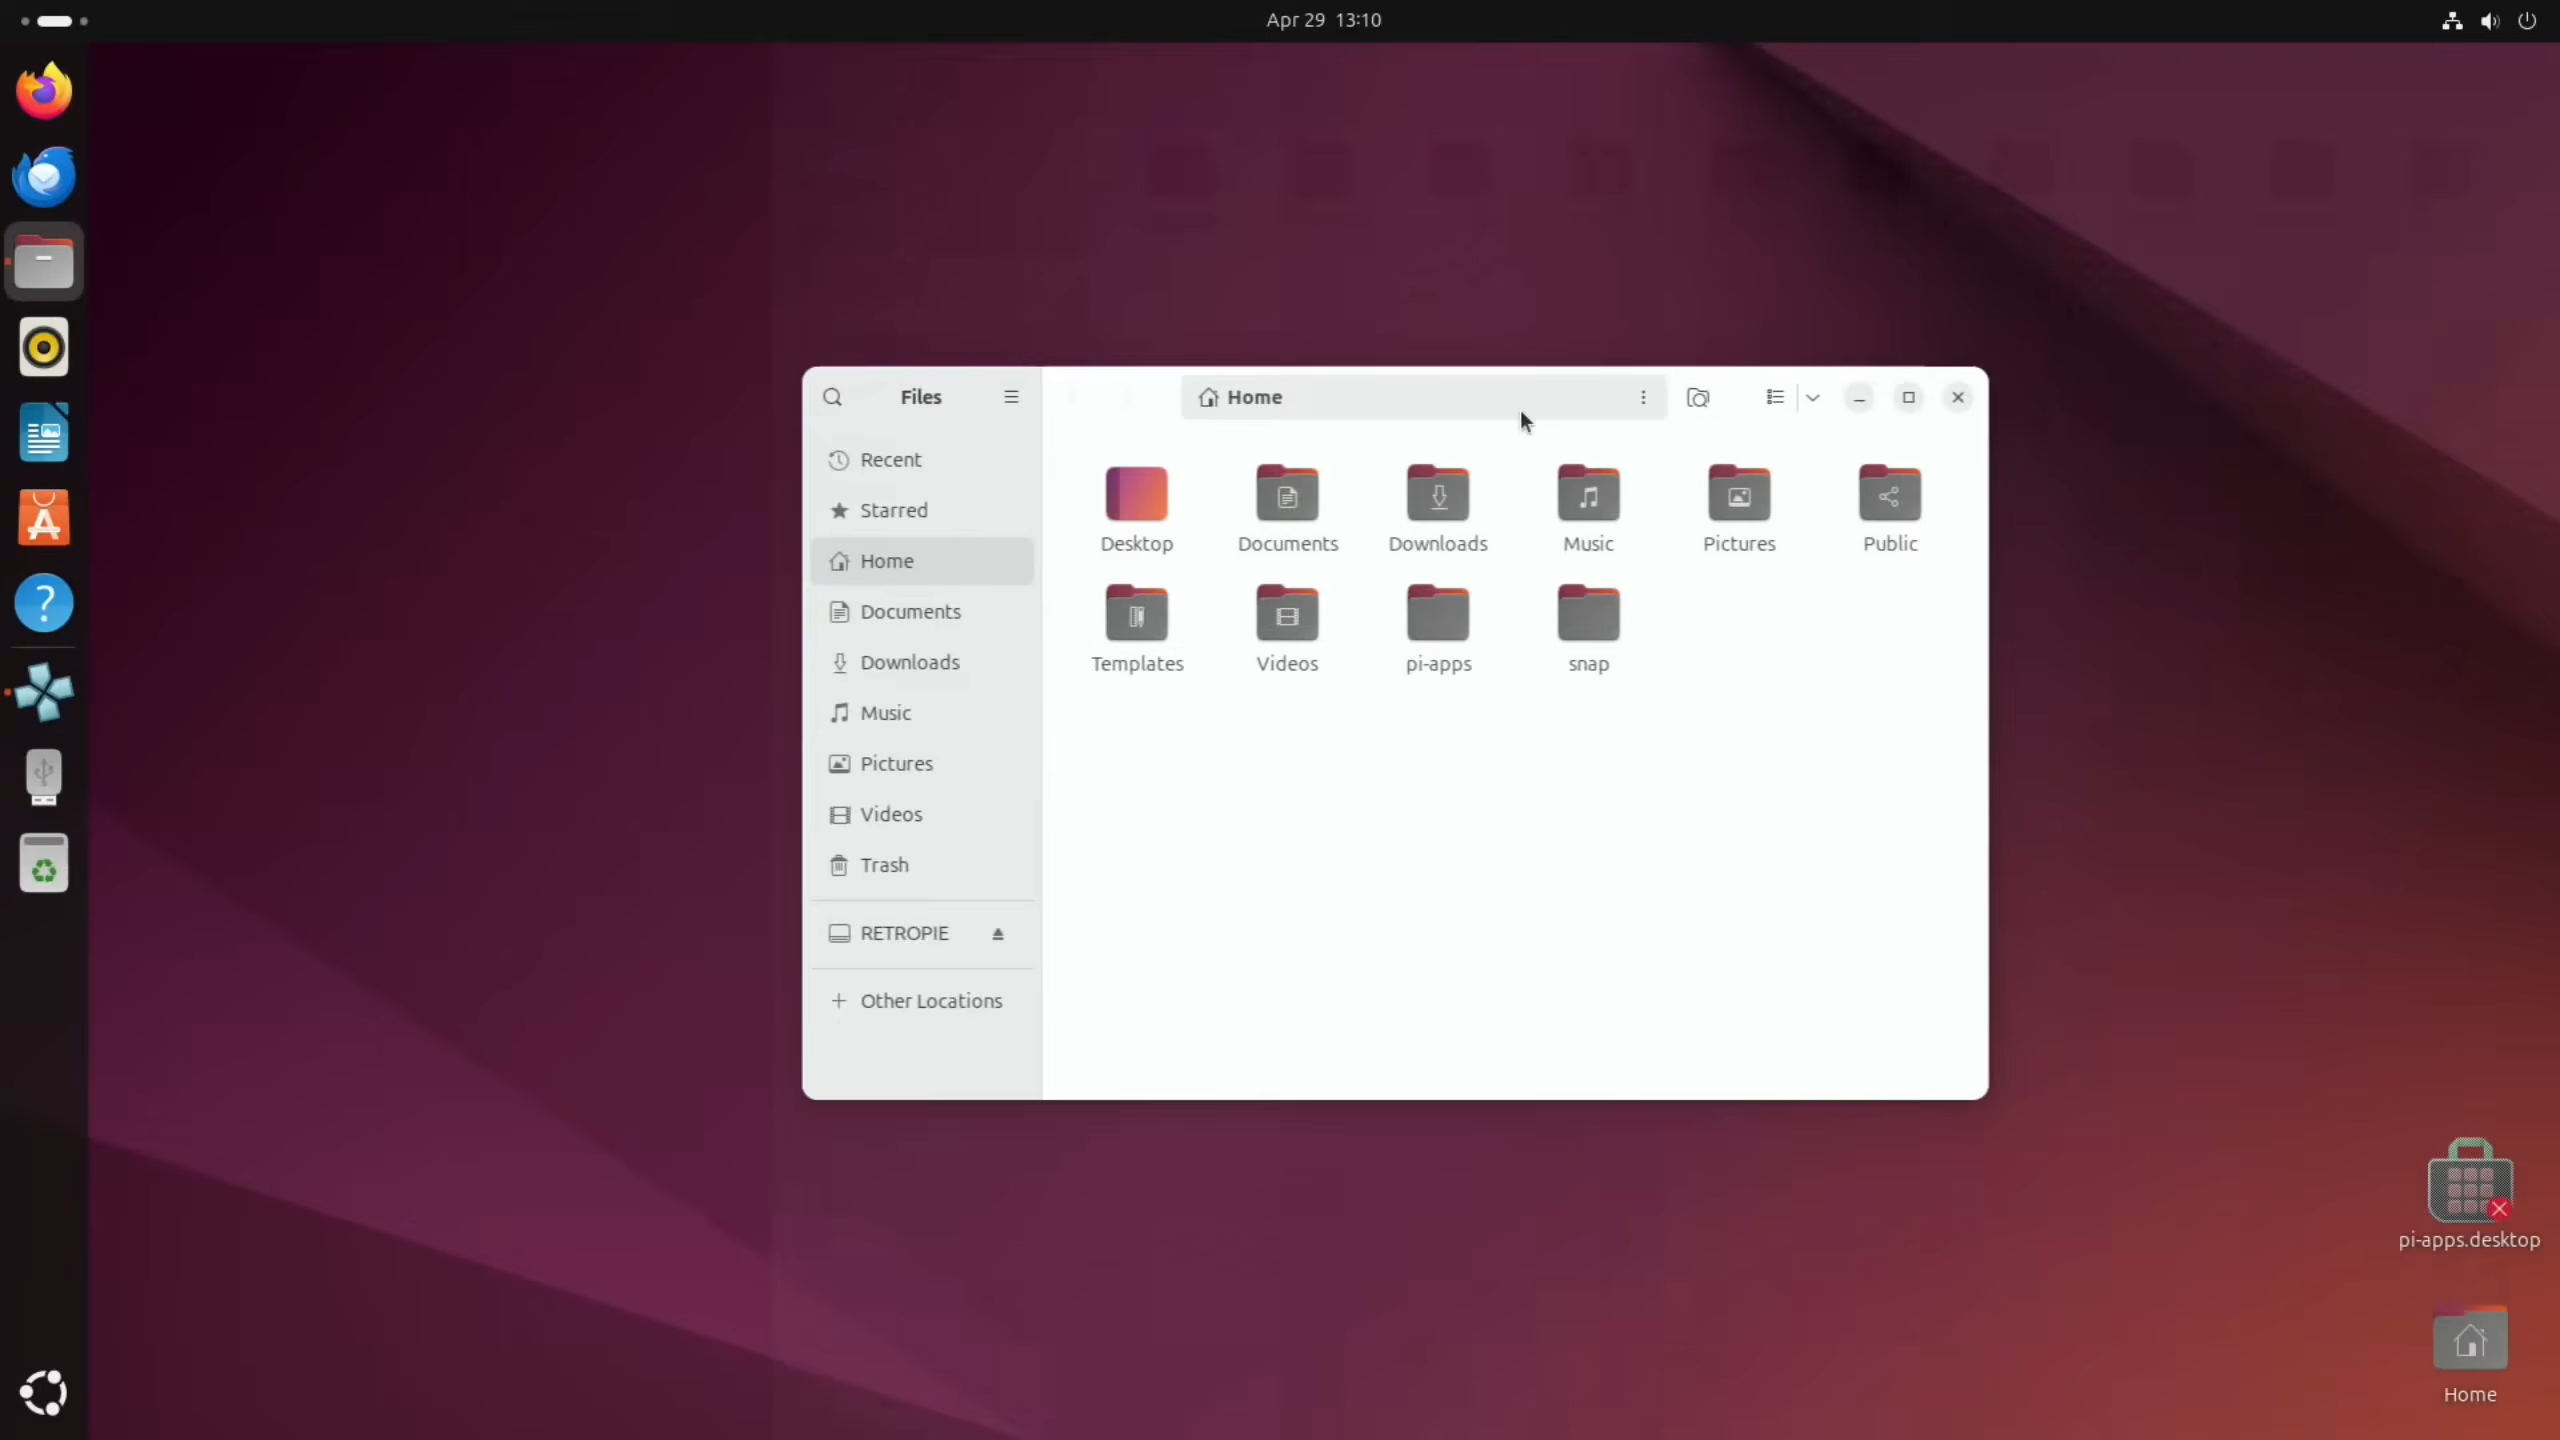 Apr 29 13:10
Files
Home
Recent
Starred
Home
Documents
Downloads
Music
Pictures
Videos
Trash
RETROPIE
Other Locations
Desktop
Documents
Downloads
Music
Pictures
Public
Templates
Videos
pi-apps
snap
pi-apps.desktop
Home